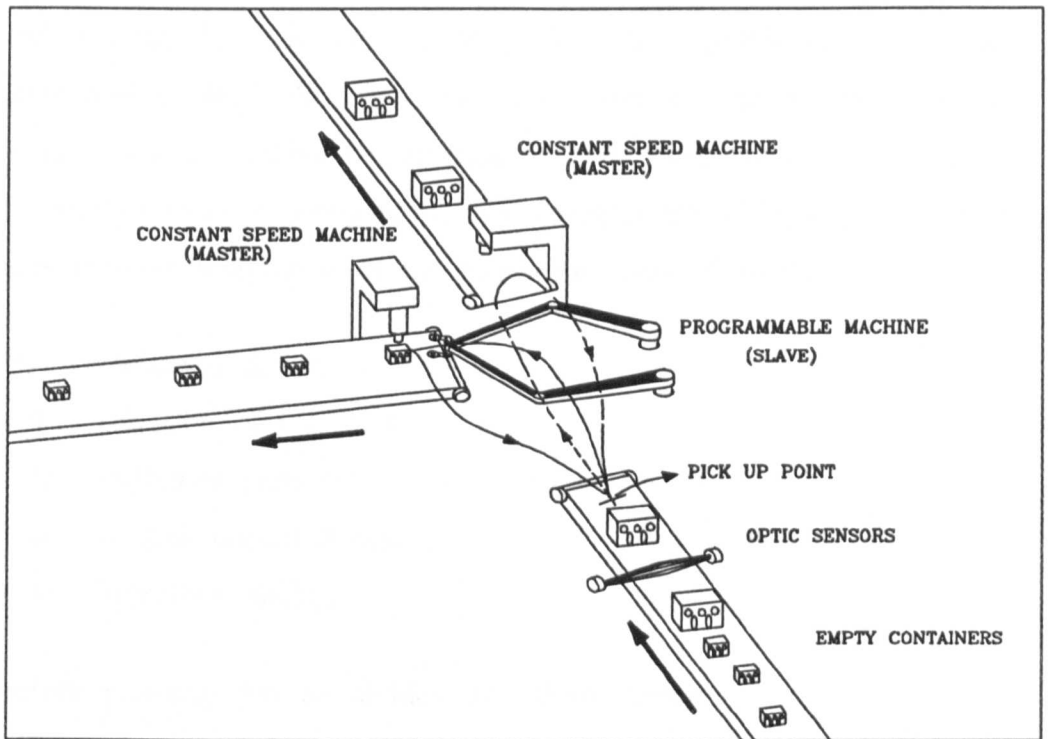 CONSTANT SPEED MACHINE
(MASTER)
CONSTANT SPEED MACHINE
(MASTER)
PROGRAMMABLE MACHINE
(SLAVE)
PICK UP POINT
OPTIC SENSORS
EMPTY CONTAINERS